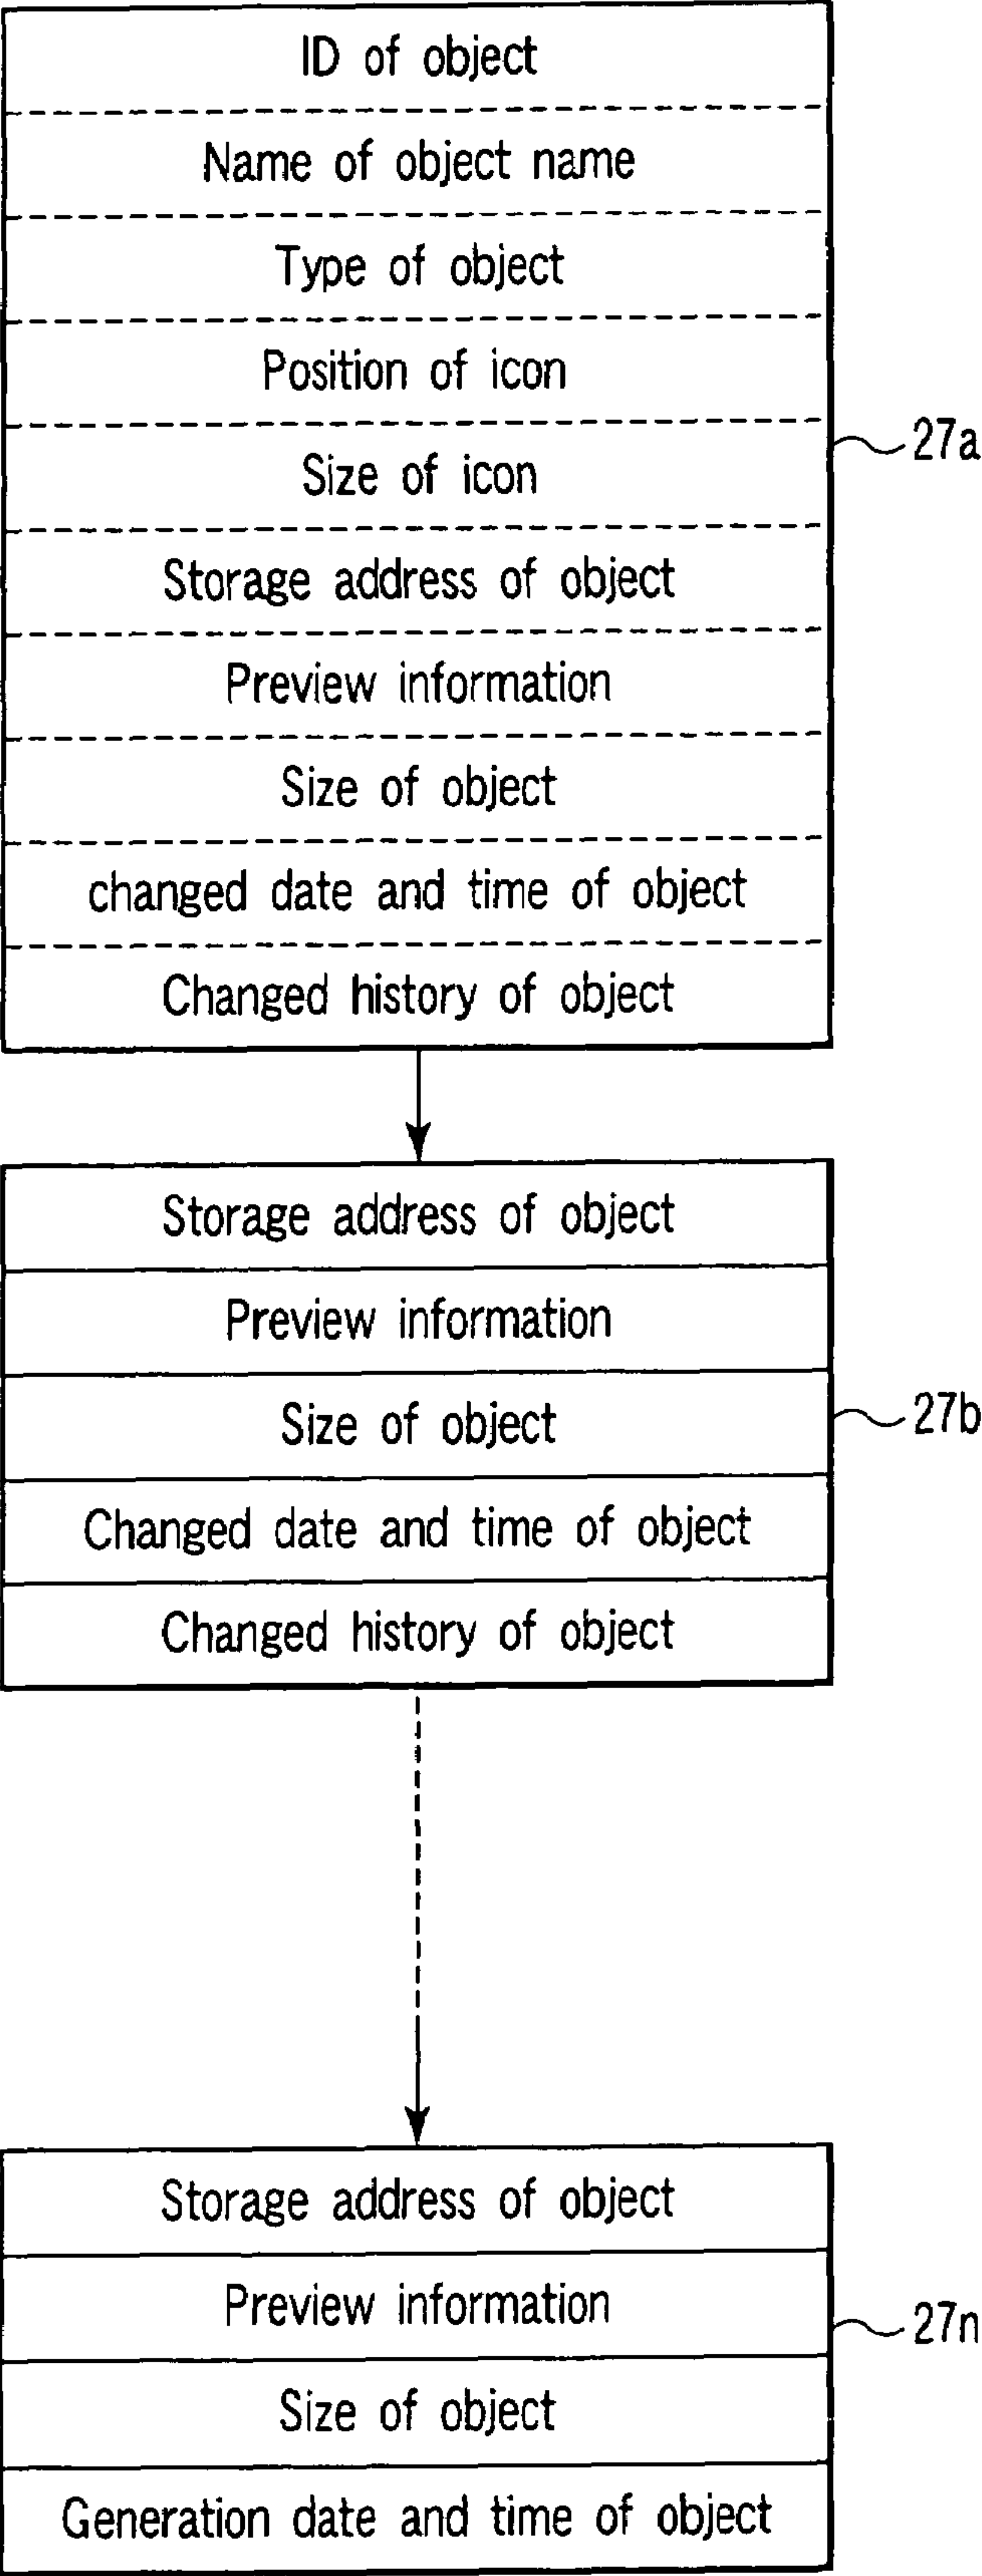 ID of object
Name of object name
Type of object
Position of icon
Size of icon
Storage address of object
Preview information
Size of object
changed date and time of object
Changed history of object
27a
Storage address of object
Preview information
Size of object
Changed date and time of object
Changed history of object
27b
Storage address of object
Preview information
Size of object
Generation date and time of object
27n